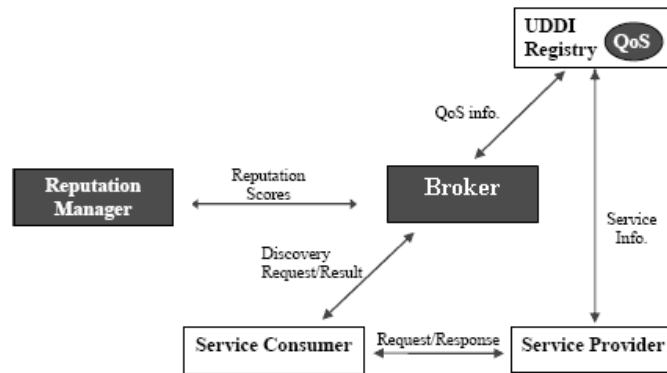 UDDI
Registry
QoS
QoS info.
Reputation
Manager
Reputation
Scores
Broker
Service
Info.
Discovery
Request/Result
Service Consumer
Request/Response
Service Provider